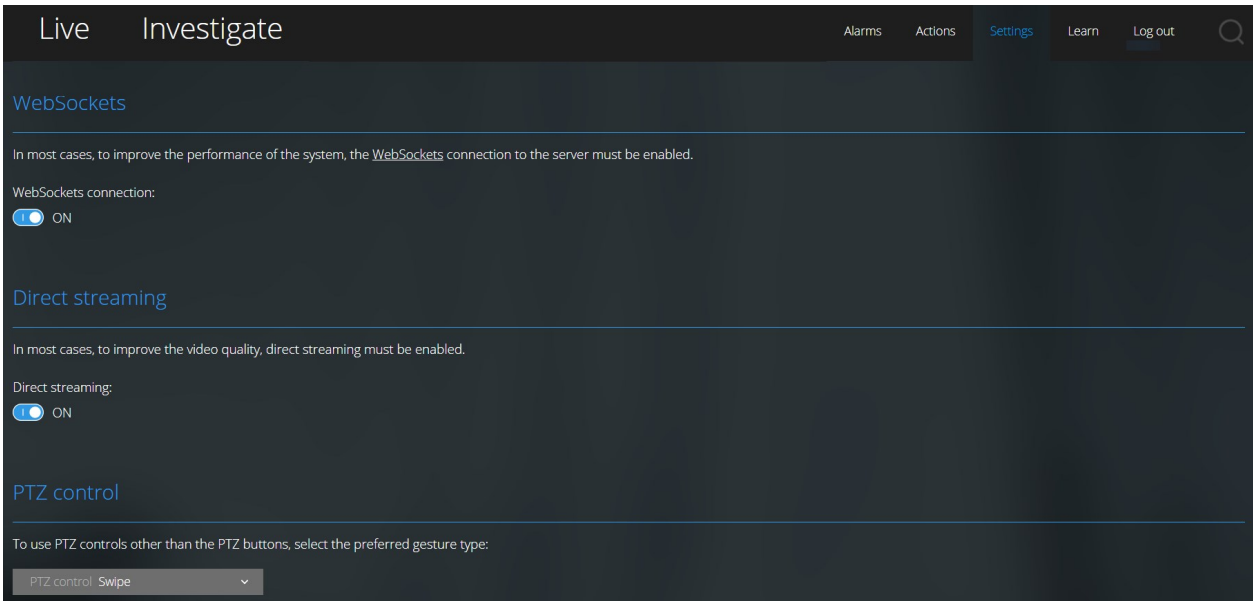 Live Investigate Alarms Actions Settings Learn Log out
WebSockets
In most cases, to improve the performance of the system, the WebSockets connection to the server must be enabled.
WebSockets connection:
ON
Direct streaming
In most cases, to improve the video quality, direct streaming must be enabled.
Direct streaming:
ON
PTZ control
To use PTZ controls other than the PTZ buttons, select the preferred gesture type:
PTZ control Swipe